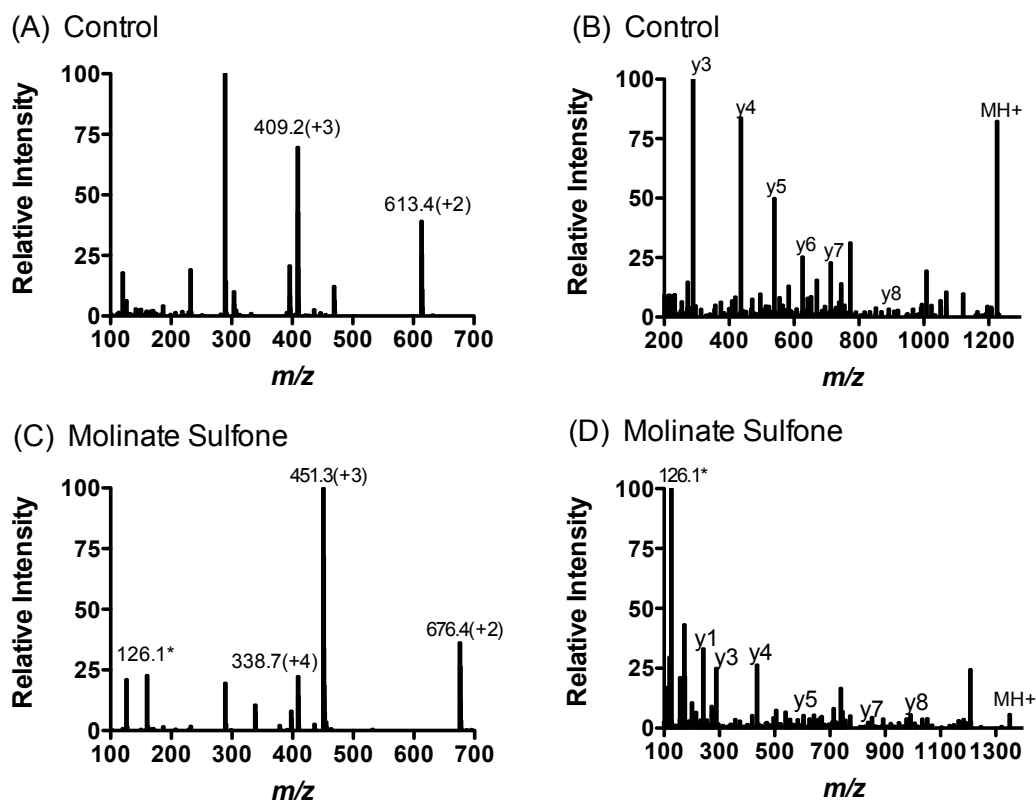 (A) Control
Relative Intensity
100
75
50
25
0
409.2(+3)
613.4(+2)
100 200 300 400 500 600 700
m/z
(B) Control
Relative Intensity
100
75
50
25
0
y3
y4
y5
y6
y7
y8
MH+
200 400 600 800 1000 1200
m/z
(C) Molinate Sulfone
Relative Intensity
100
75
50
25
0
126.1*
338.7(+4)
451.3(+3)
676.4(+2)
100 200 300 400 500 600 700
m/z
(D) Molinate Sulfone
Relative Intensity
100
75
50
25
0
126.1*
y1
y3
y4
y5
y7
y8
MH+
100 300 500 700 900 1100 1300
m/z